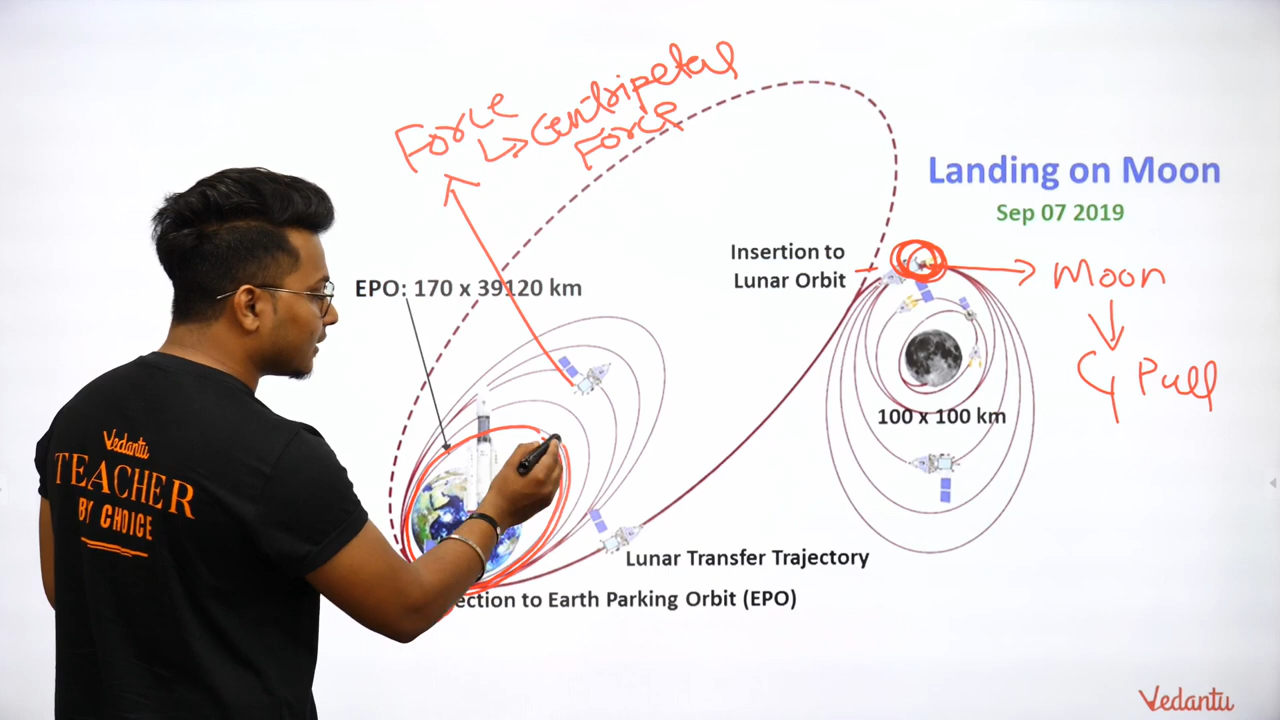 Force
↳ Centripetal
Force
Landing on Moon
Sep 07 2019
Insertion to
Lunar Orbit
Moon
EPO: 170 x 39120 km
Pull
100 x 100 km
Vedantu
TEACHER
BY CHOICE
Lunar Transfer Trajectory
ection to Earth Parking Orbit (EPO)
Vedantu